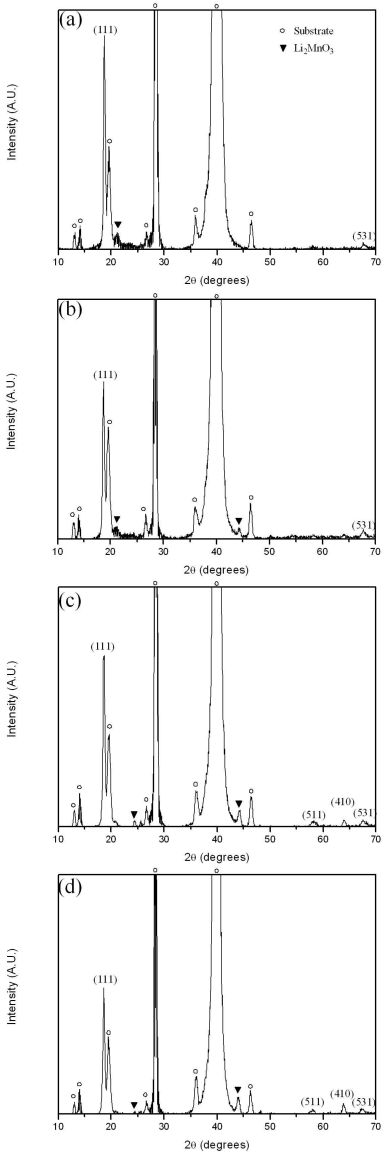 (a)
(111)
Substrate
Li₂MnO₃
(531)
Intensity (A.U.)
10 20 30 40 50 60 70
2θ (degrees)
(b)
(111)
(531)
Intensity (A.U.)
10 20 30 40 50 60 70
2θ (degrees)
(c)
(111)
(410)
(511) (531)
Intensity (A.U.)
10 20 30 40 50 60 70
2θ (degrees)
(d)
(111)
(410)
(511) (531)
Intensity (A.U.)
10 20 30 40 50 60 70
2θ (degrees)